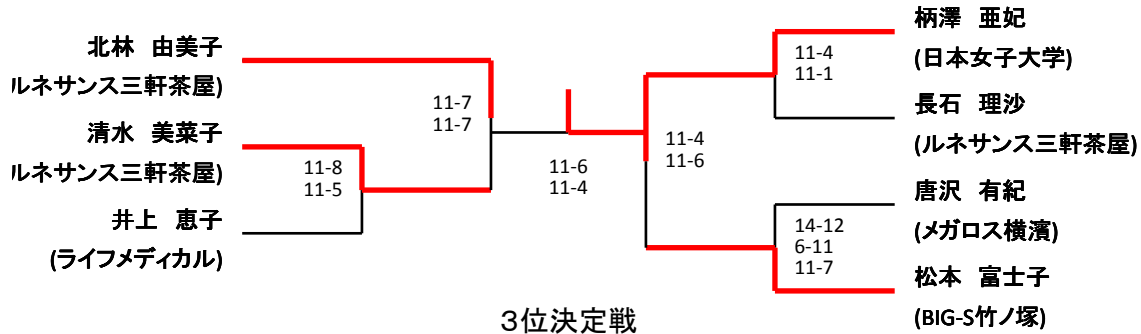 北林　由美子
ルネサンス三軒茶屋)
清水　美菜子
ルネサンス三軒茶屋)
井上　恵子
(ライフメディカル)
11-8
11-5
11-7
11-7
11-6
11-4
11-4
11-6
柄澤　亜妃
(日本女子大学)
11-4
11-1
長石　理沙
(ルネサンス三軒茶屋)
唐沢　有紀
(メガロス横濱)
14-12
6-11
11-7
松本　富士子
(BIG-S竹ノ塚)
３位決定戦